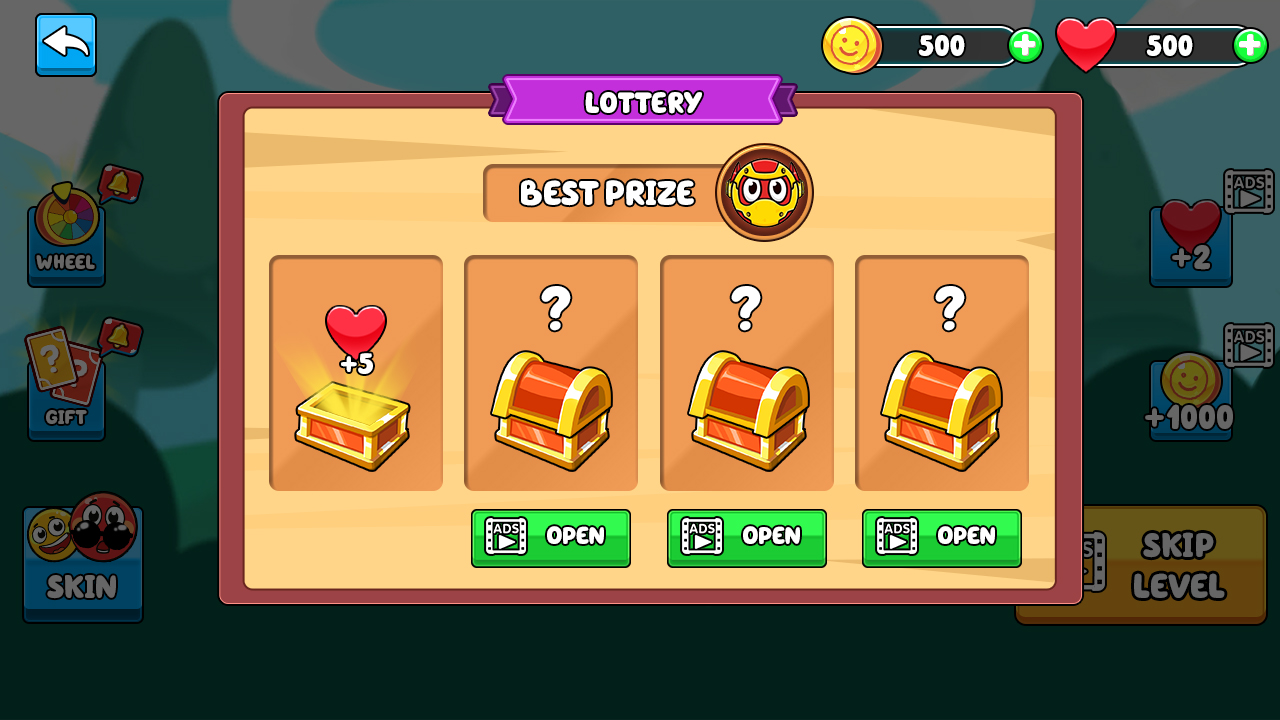 500
500
LOTTERY
BEST PRIZE
ADS
WHEEL
+2
?
?
?
+5
ADS
?
?
GIFT
+1000
ADS OPEN
ADS OPEN
ADS OPEN
SKIP
LEVEL
SKIN